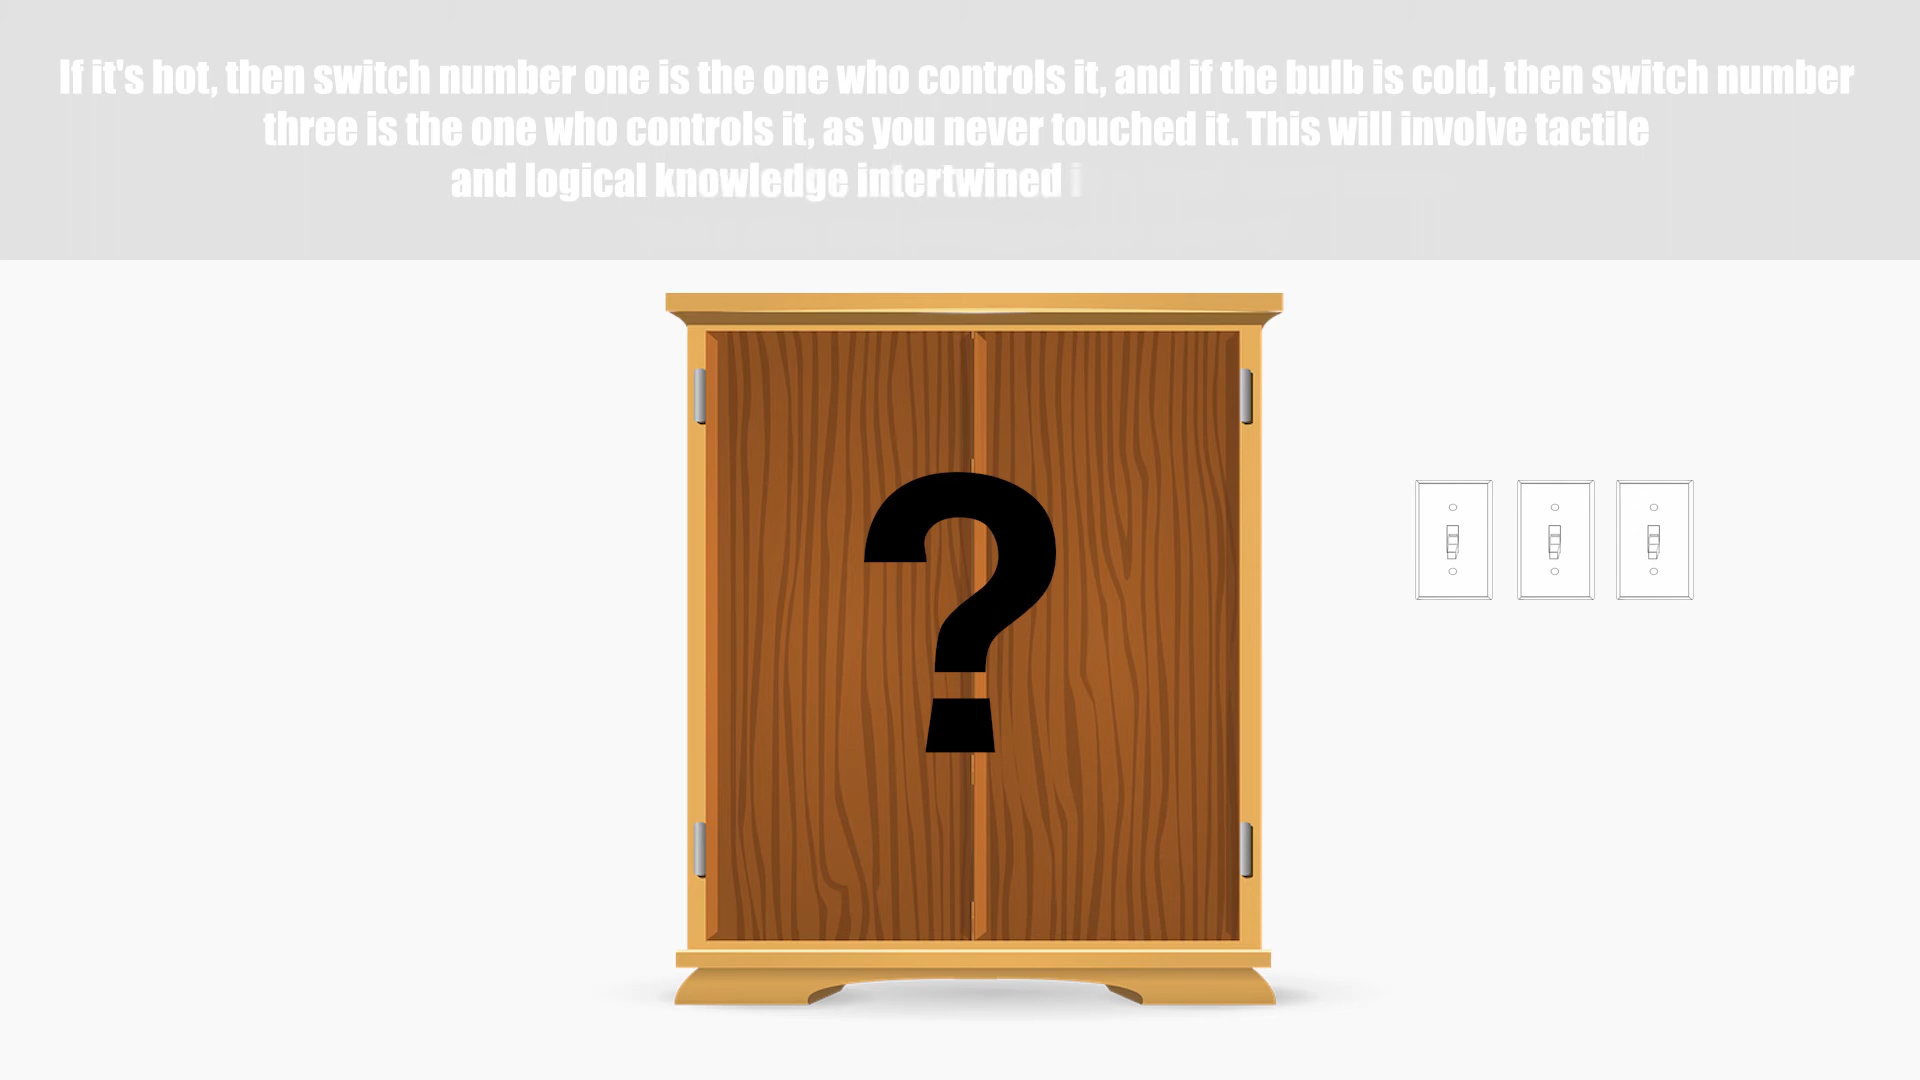 If it's hot, then switch number one is the one who controls it, and if the bulb is cold, then switch number
three is the one who controls it, as you never touched it. This will involve tactile
and logical knowledge intertwined i
?